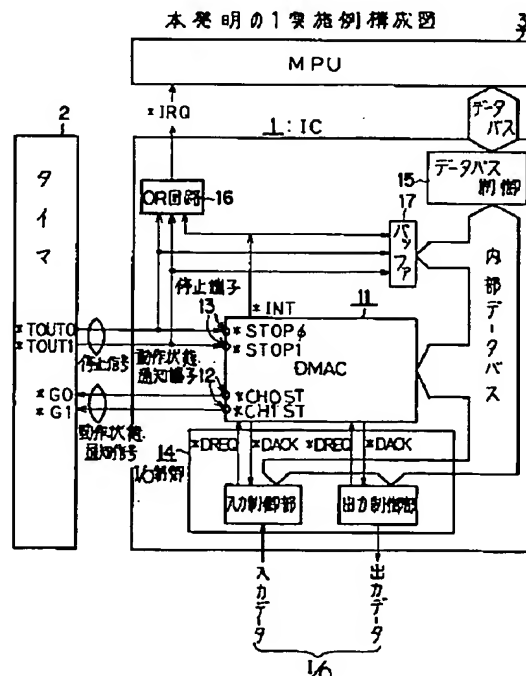 本発明の1実施例構成図
3
MPU
2
*IRQ
1:IC
データ
バス
15
データバス
制御
OR回路
16
17
バッファ
タイマ
内部データバス
停止端子
*INT
11
13
*TOUT0
*TOUT1
*STOP0
*STOP1
停止信号
動作状態
通知端子
12
DMAC
*G0
*G1
*CH0ST
*CH1ST
動作状態
通知信号
14
I/O制御
*DREQ
*DACK
*DREQ
*DACK
入力制御部
出力制御部
入力データ
出力データ
I/O